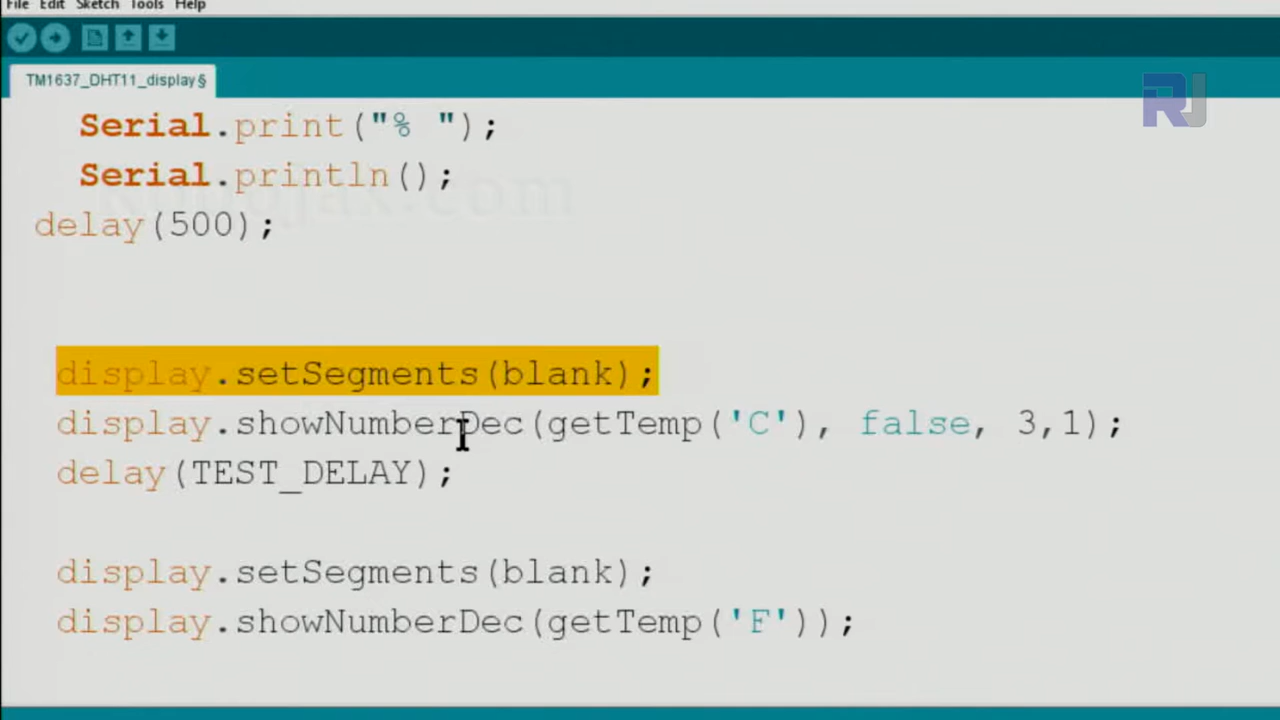 File Edit Sketch Tools Help
TM1637_DHT11_display§
RJ
Serial.print("% ");
Serial.println();
delay(500);
display.setSegments(blank);
display.showNumberDec(getTemp('C'), false, 3,1);
delay(TEST_DELAY);
display.setSegments(blank);
display.showNumberDec(getTemp('F'));